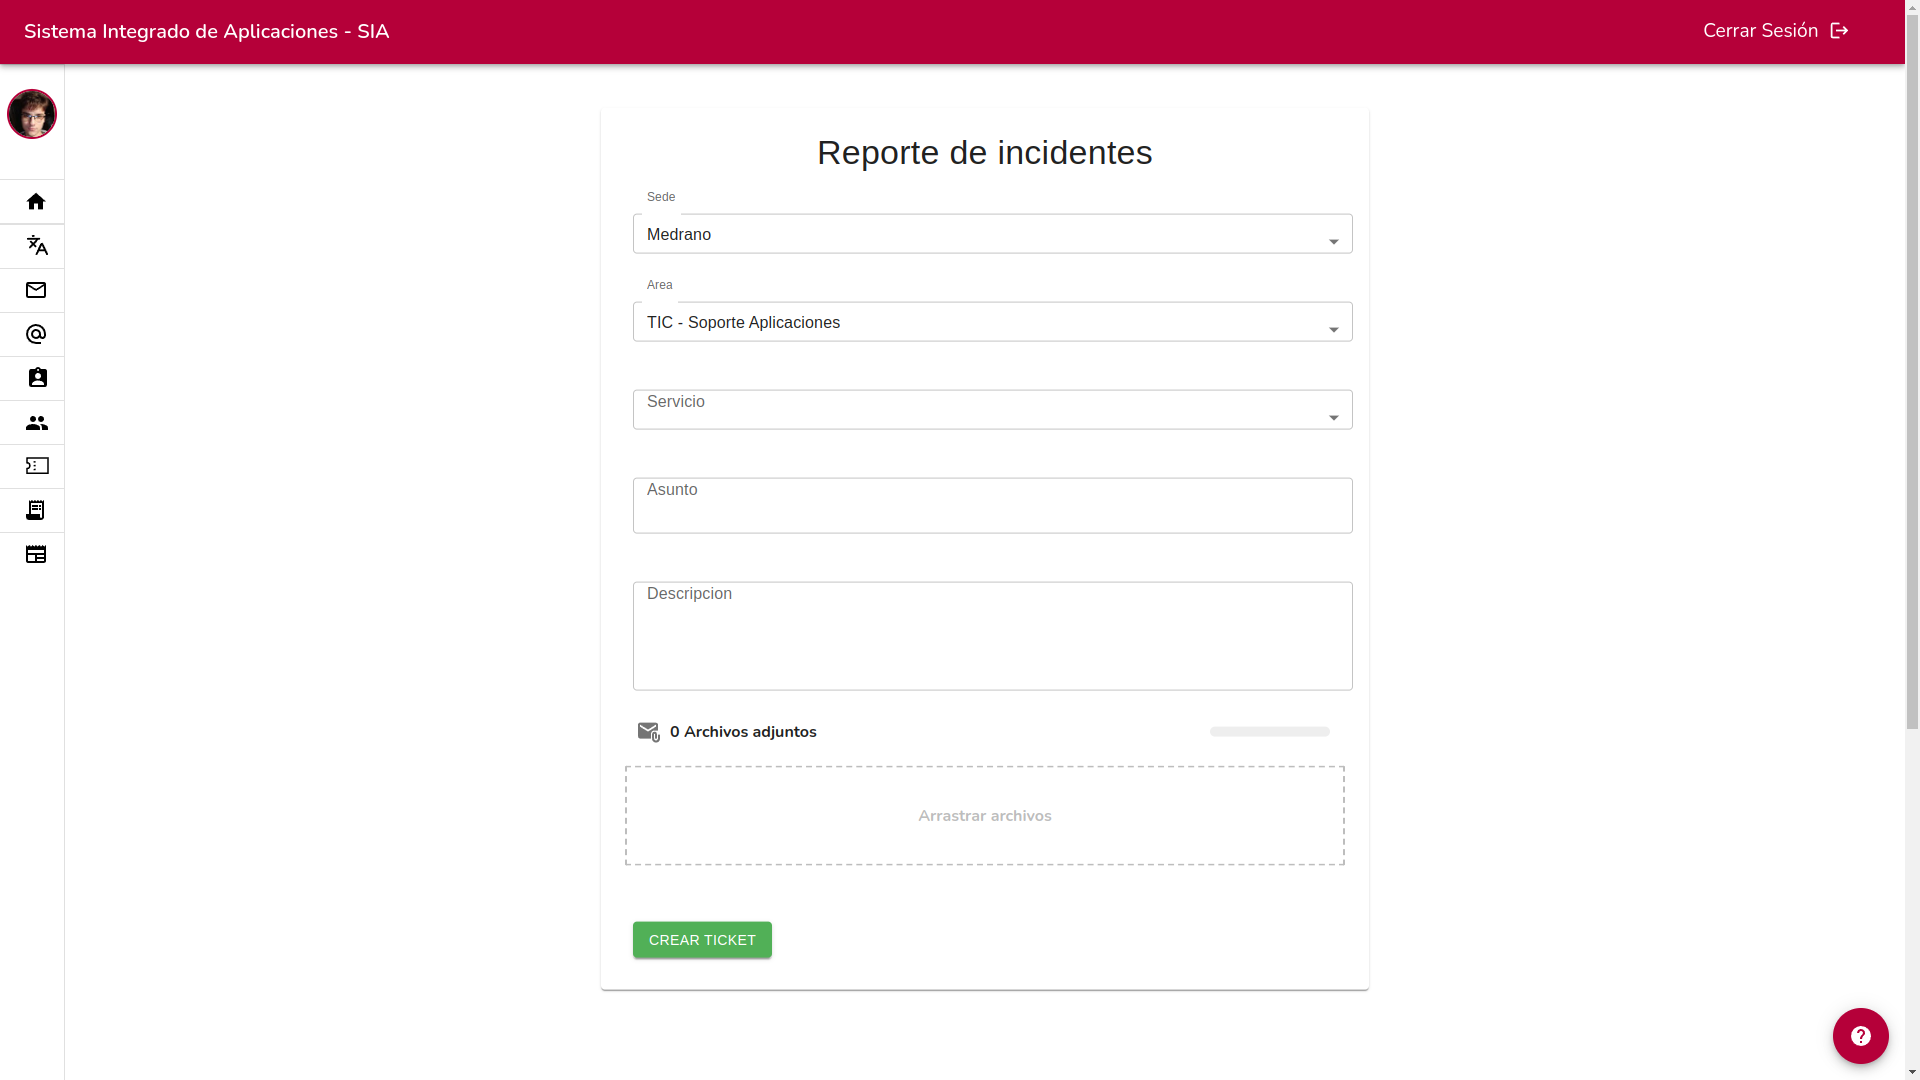 Sistema Integrado de Aplicaciones - SIA
Cerrar Sesión
Reporte de incidentes
Sede
Medrano
Area
TIC - Soporte Aplicaciones
Servicio
Asunto
Descripcion
0 Archivos adjuntos
Arrastrar archivos
CREAR TICKET